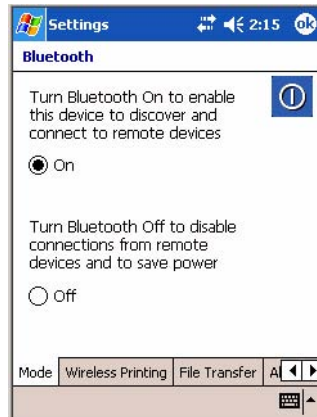 Settings 2:15 ok
Bluetooth
Turn Bluetooth On to enable
this device to discover and
connect to remote devices
On
Turn Bluetooth Off to disable
connections from remote
devices and to save power
Off
Mode Wireless Printing File Transfer